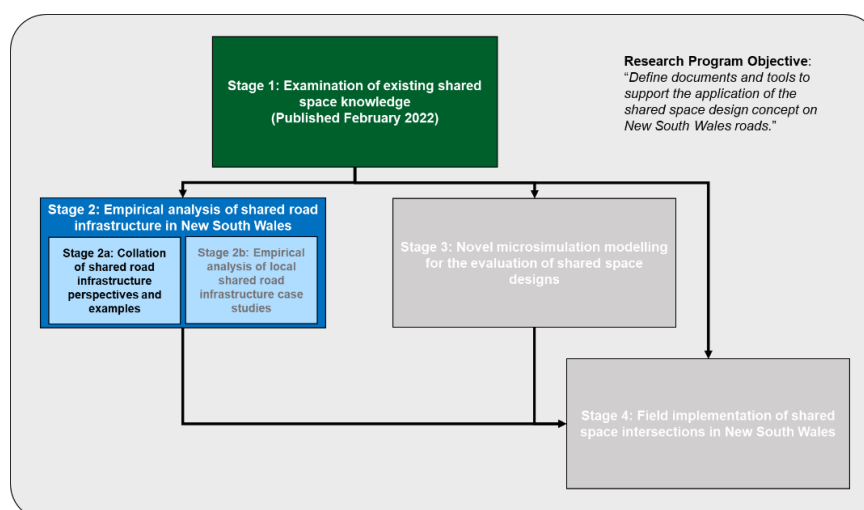 Stage 1: Examination of existing shared
space knowledge
(Published February 2022)
Research Program Objective:
“Define documents and tools to
support the application of the
shared space design concept on
New South Wales roads.”
Stage 2: Empirical analysis of shared road
infrastructure in New South Wales
Stage 2a: Collation
of shared road
infrastructure
perspectives and
examples
Stage 2b: Empirical
analysis of local
shared road
infrastructure case
studies
Stage 3: Novel microsimulation modelling
for the evaluation of shared space
designs
Stage 4: Field implementation of shared
space intersections in New South Wales